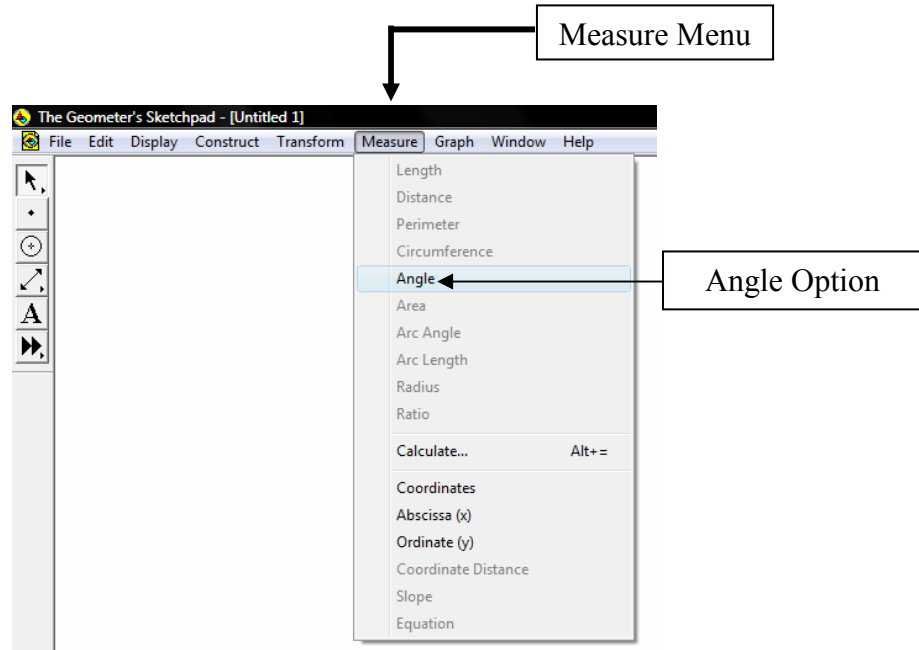 Measure Menu
The Geometer's Sketchpad - [Untitled 1]
File Edit Display Construct Transform Measure Graph Window Help
Length
Distance
Perimeter
Circumference
Angle
Angle Option
Area
A
Arc Angle
Arc Length
Radius
Ratio
Calculate... Alt+=
Coordinates
Abscissa (x)
Ordinate (y)
Coordinate Distance
Slope
Equation